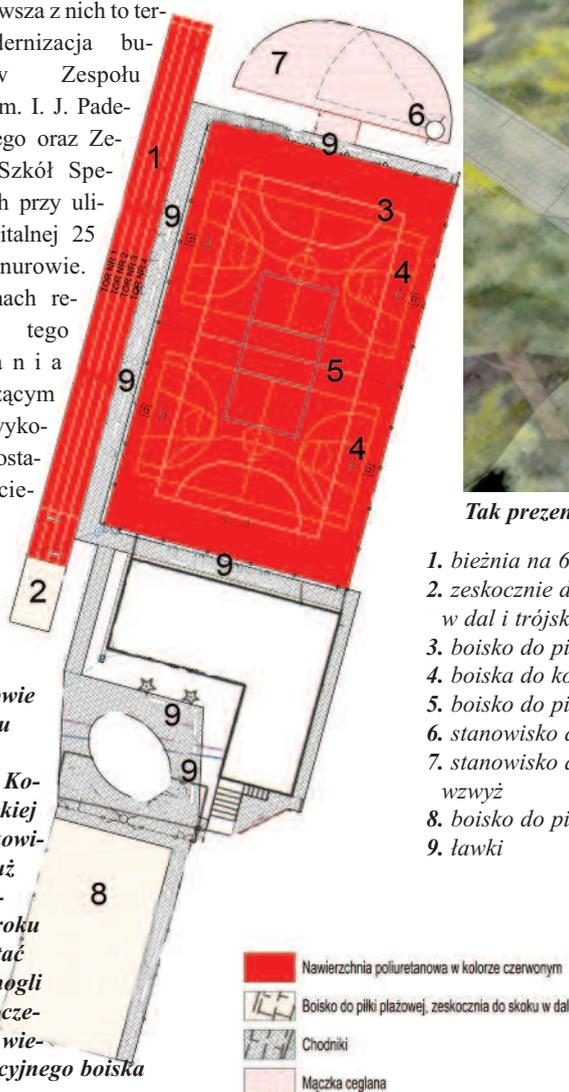 wsza z nich to ter-
dernizacja bu-
w Zespołu
m. I. J. Pade-
ego oraz Ze-
Szkół Spe-
h przy uli-
italnej 25
nurowie.
nach re-
tego
ania
zącym
wyko-
osta-
cie-
owie
u
Ko-
kiej
kowi-
uż
-
roku
tać
nogli
cze-
wie-
cyjnego boiska
7
6
9
1
3
9
TOR NR 1
TOR NR 2
TOR NR 3
TOR NR 4
4
5
9
4
9
2
9
9
8
Tak prezen
1. bieżnia na 6
2. zeskocznie d
w dal i trójsk
3. boisko do pi
4. boiska do ko
5. boisko do pi
6. stanowisko d
7. stanowisko d
wzwyż
8. boisko do pi
9. ławki
Nawierzchnia poliuretanowa w kolorze czerwonym
Boisko do piłki plażowej, zeskocznia do skoku w dal
Chodniki
Mączka ceglana